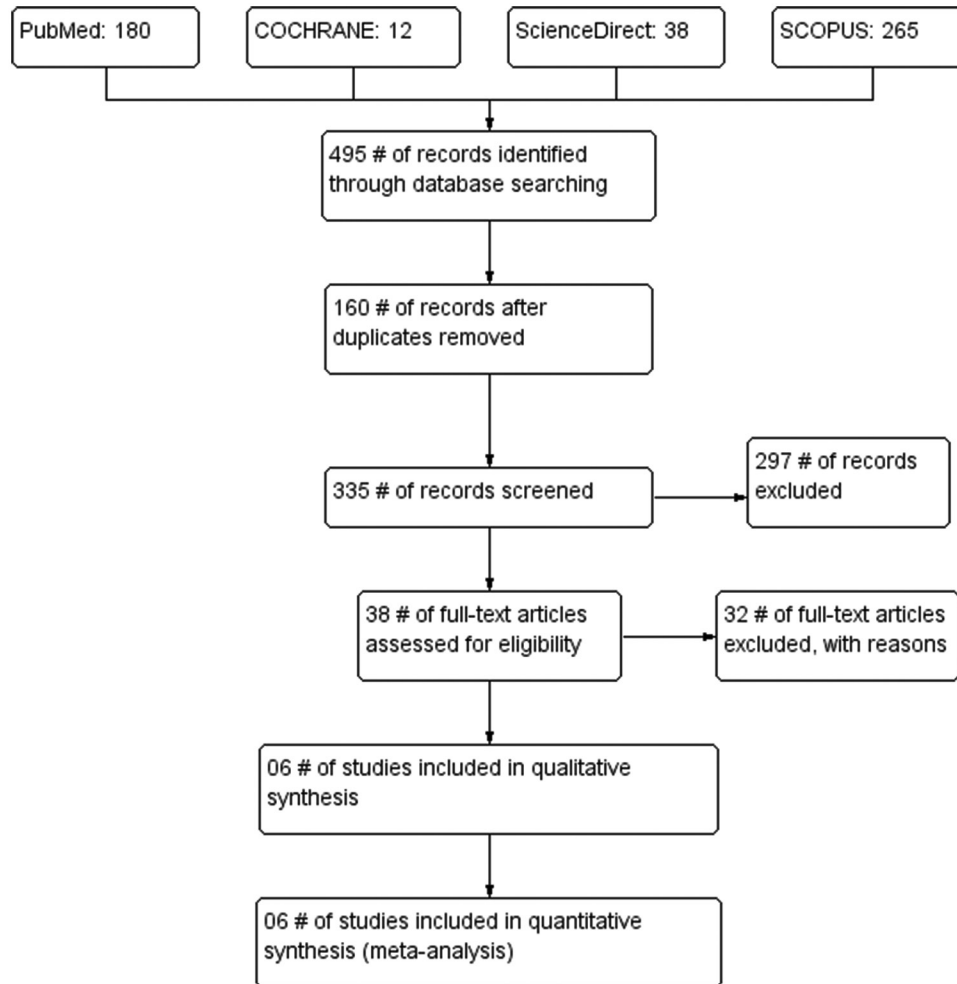 PubMed: 180
COCHRANE: 12
ScienceDirect: 38
SCOPUS: 265
495 # of records identified
through database searching
160 # of records after
duplicates removed
335 # of records screened
297 # of records
excluded
38 # of full-text articles
assessed for eligibility
32 # of full-text articles
excluded, with reasons
06 # of studies included in qualitative
synthesis
06 # of studies included in quantitative
synthesis (meta-analysis)